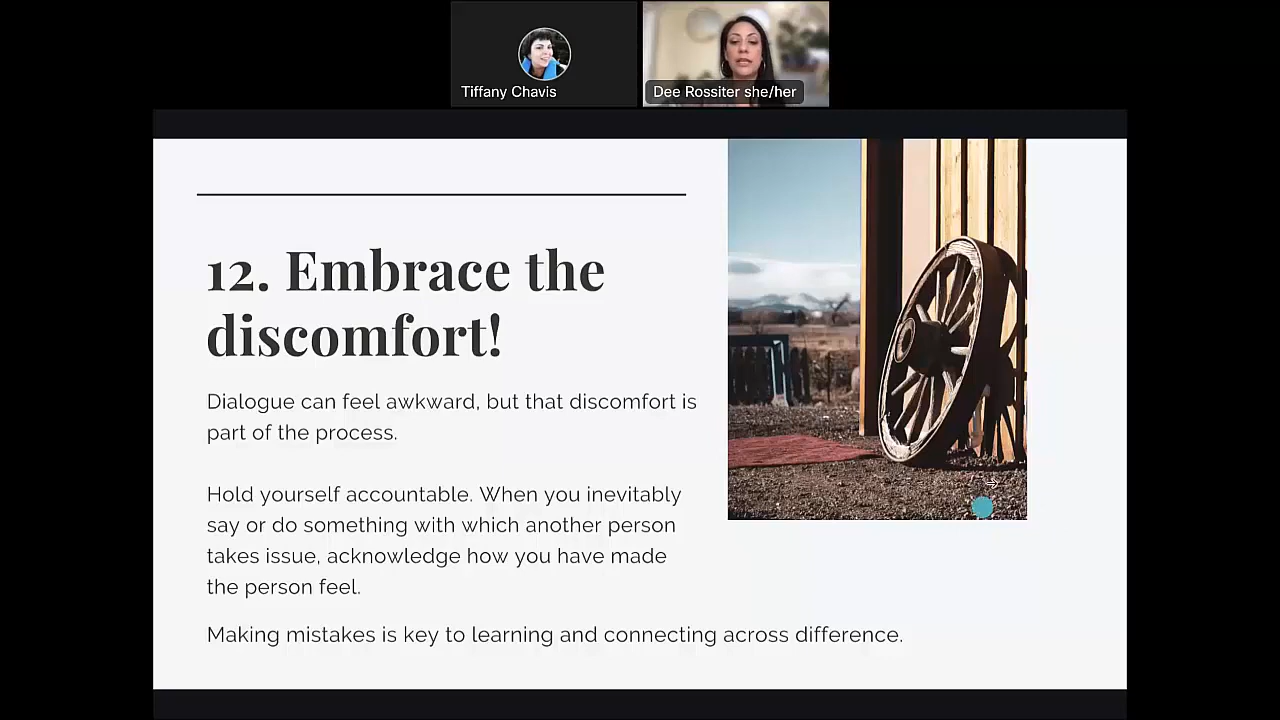 Tiffany Chavis
Dee Rossiter she/her
12. Embrace the
discomfort!
Dialogue can feel awkward, but that discomfort is
part of the process.
Hold yourself accountable. When you inevitably
say or do something with which another person
takes issue, acknowledge how you have made
the person feel.
Making mistakes is key to learning and connecting across difference.